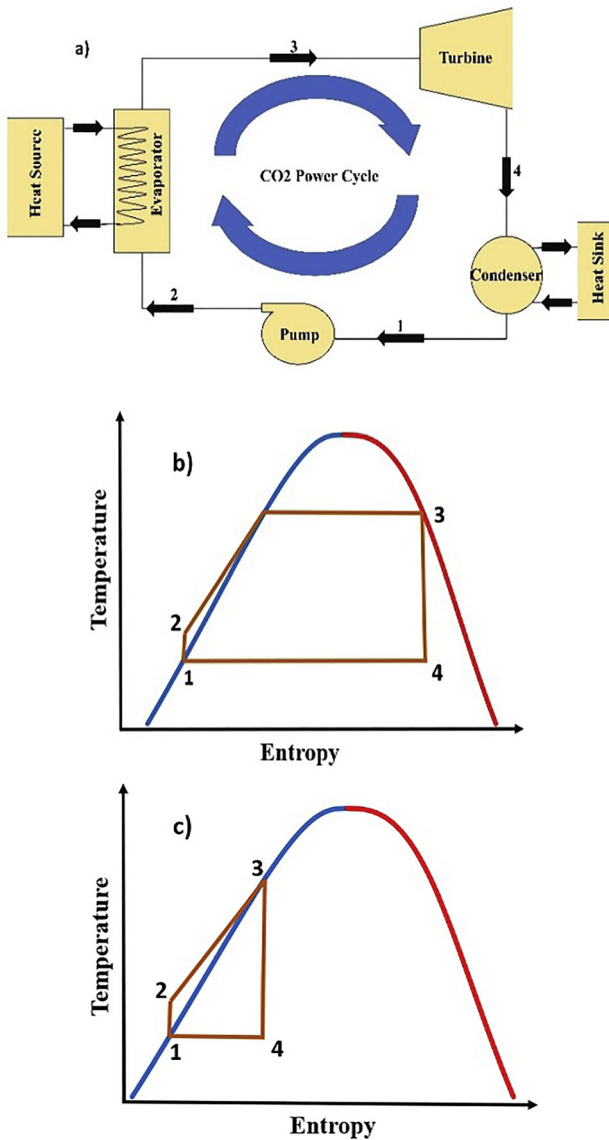 a)
3
Turbine
Heat Source
Evaporator
CO2 Power Cycle
4
Condenser
Heat Sink
2
Pump
1
b)
Temperature
3
2
1
4
Entropy
c)
Temperature
3
2
1
4
Entropy